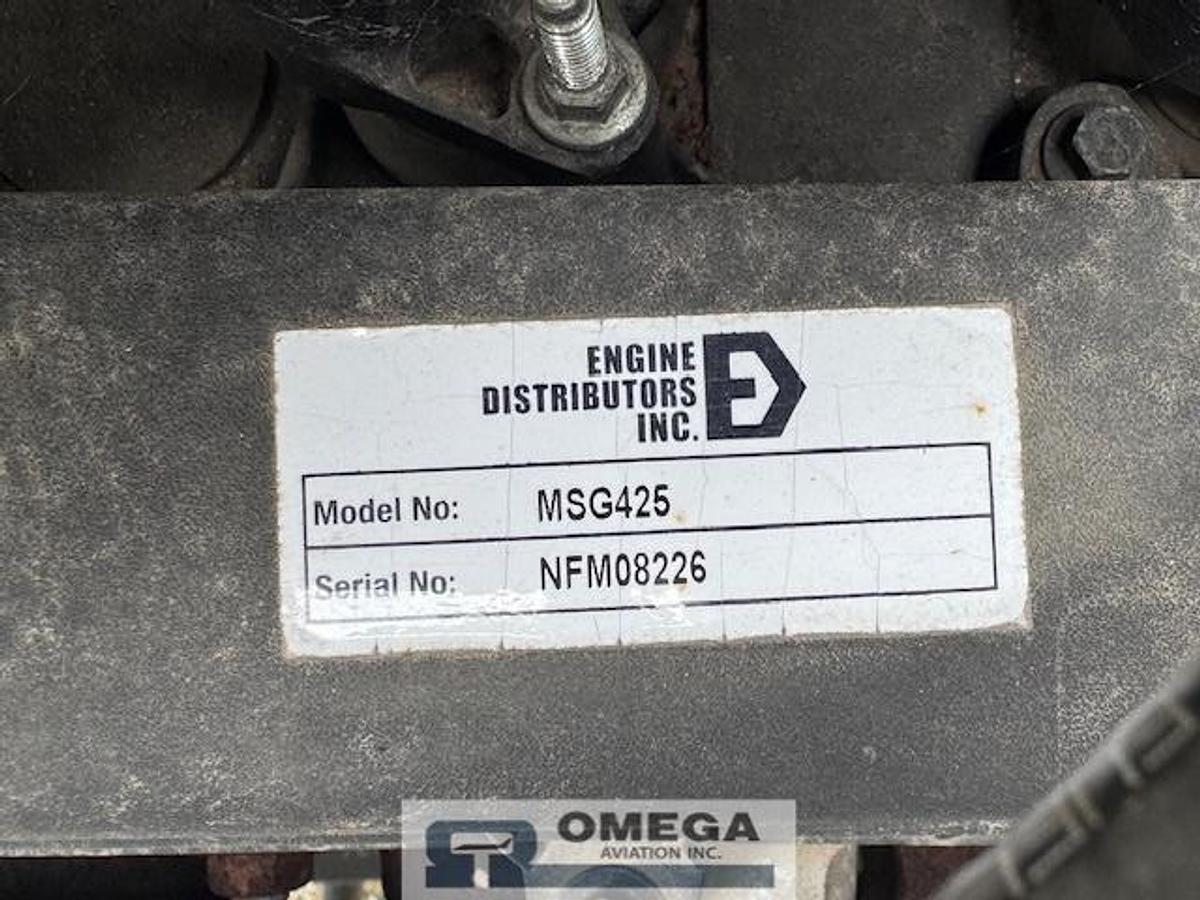 ENGINE
DISTRIBUTORS
INC.
Model No: MSG425
Serial No: NFM08226
OMEGA
AVIATION INC.